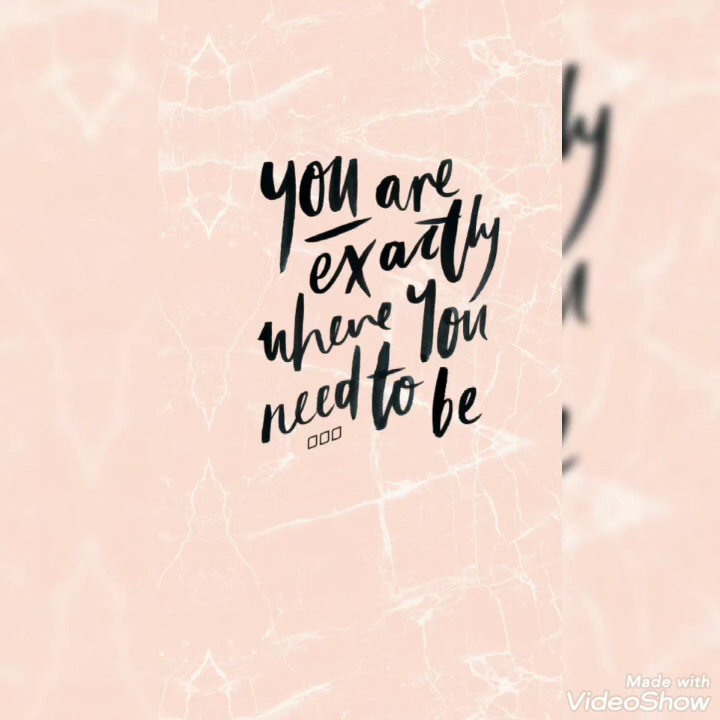 you are
exactly
where you
need to be
Made with
VideoShow